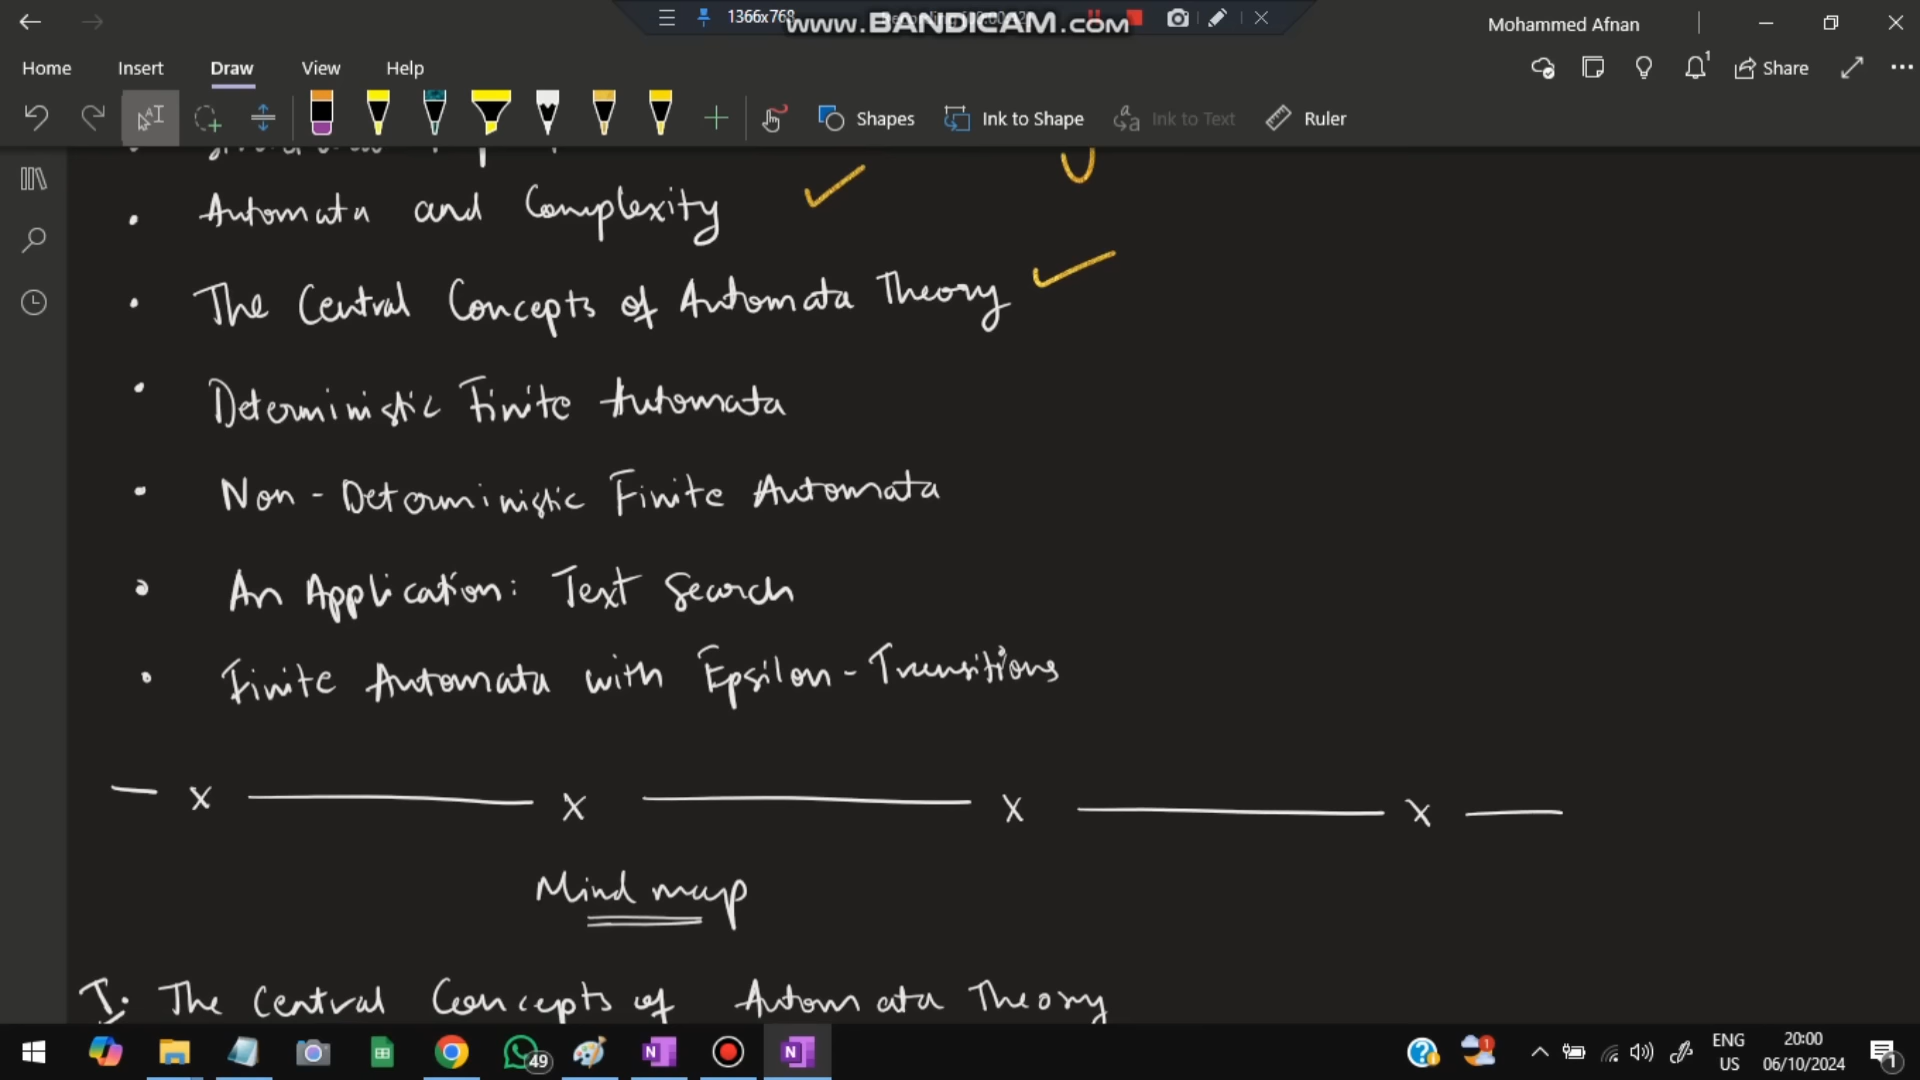 1366x768
www.BANDICAM.com
Mohammed Afnan
Home Insert Draw View Help
Share
Shapes Ink to Shape Ink to Text Ruler
Automata and Complexity
The Central Concepts of Automata Theory
Deterministic Finite Automata
Non-Deterministic Finite Automata
An Application: Text Search
Finite Automata with Epsilon-Transitions
x x x x
Mind map
I. The Central Concepts of Automata Theory
49
ENG
US
20:00
06/10/2024